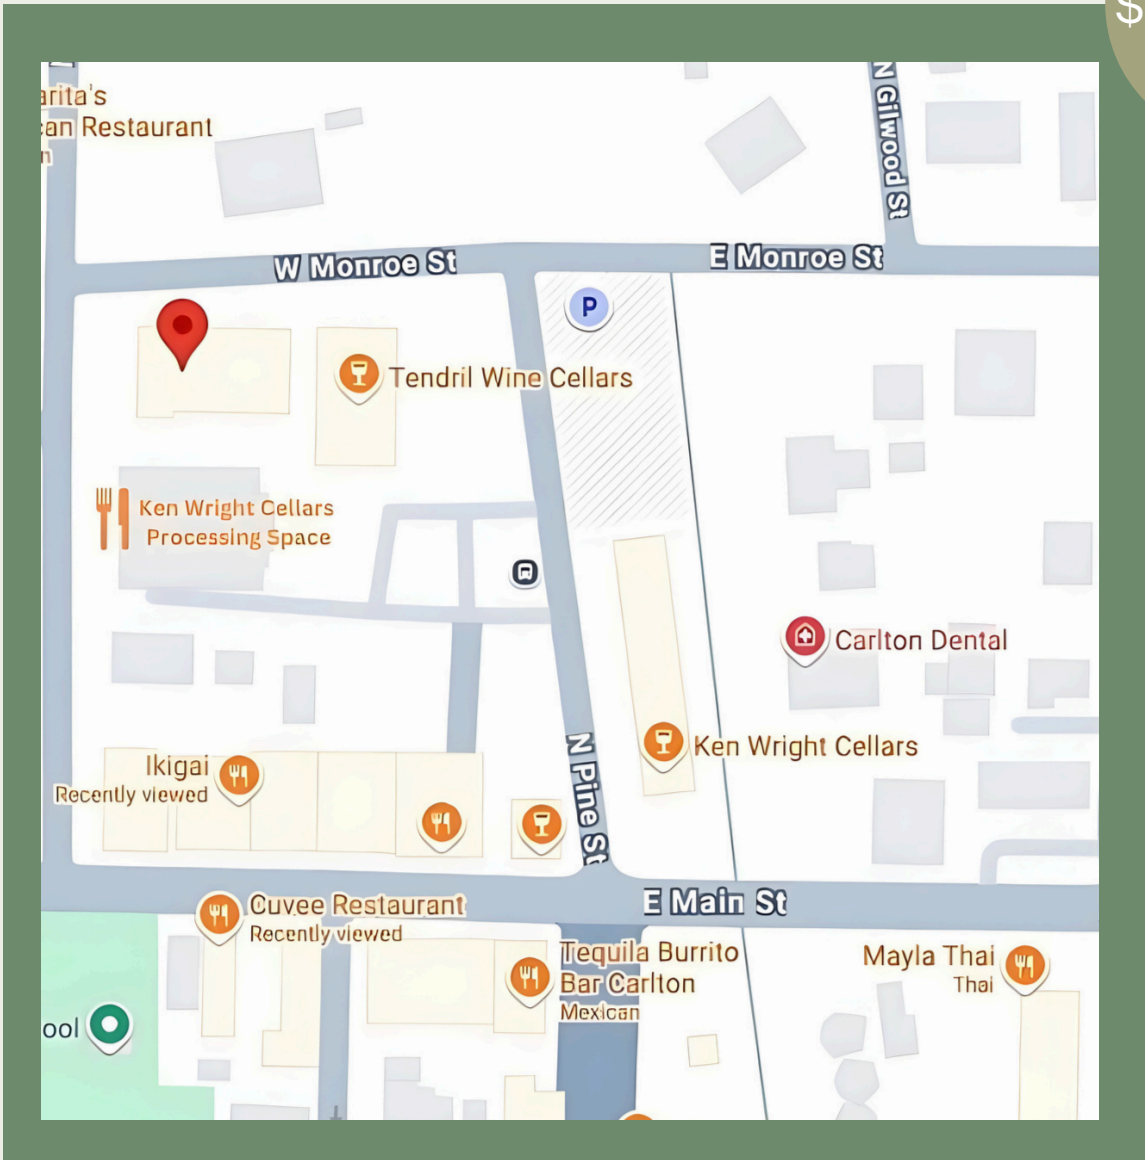 $
arita's
an Restaurant
n
N Gilwood St
W Monroe St
E Monroe St
P
Tendril Wine Cellars
Ken Wright Cellars
Processing Space
Carlton Dental
Ken Wright Cellars
Ikigai
Recently viewed
N Pine St
Cuvee Restaurant
Recently viewed
E Main St
Tequila Burrito
Bar Carlton
Mexican
Mayla Thai
Thai
ool